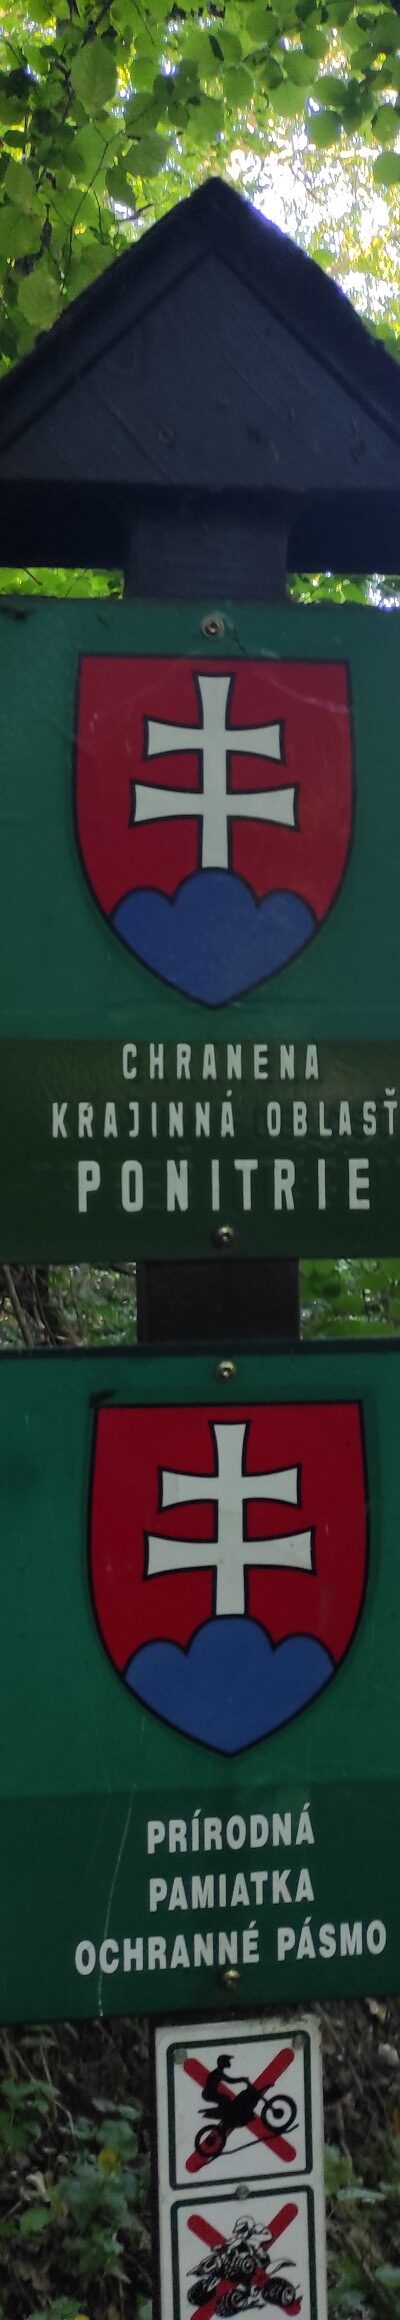 CHRANENA
KRAJINNÁ OBLASŤ
PONITRIE
PRÍRODNÁ
PAMIATKA
OCHRANNÉ PÁSMO